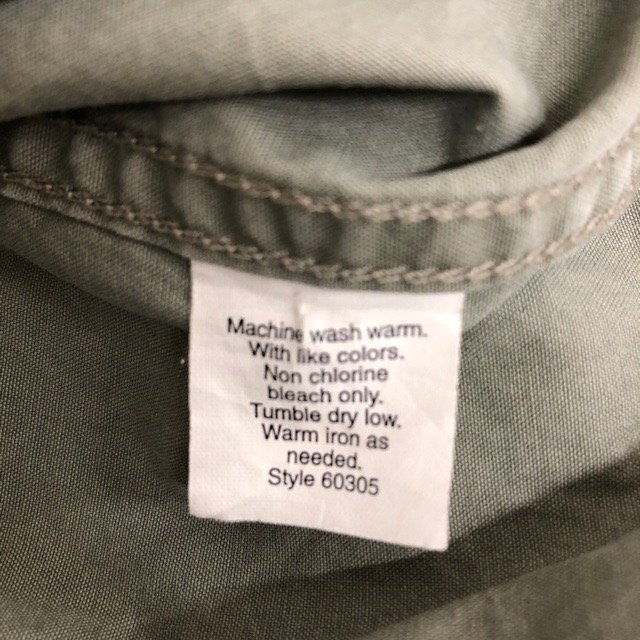 Machine wash warm.
With like colors.
Non chlorine
bleach only.
Tumble dry low.
Warm iron as
needed.
Style 60305